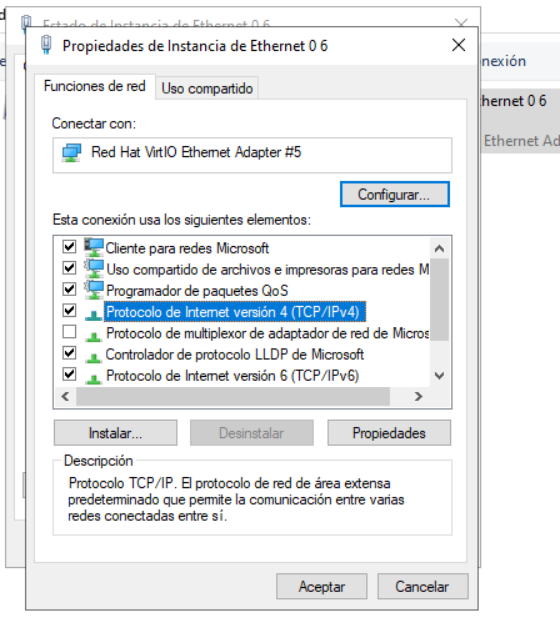 Estado de Instancia de Ethernet 0 6
Propiedades de Instancia de Ethernet 0 6
nexión
Funciones de red
Uso compartido
hernet 0 6
Conectar con:
Ethernet Ad
Red Hat VirtIO Ethernet Adapter #5
Configurar...
Esta conexión usa los siguientes elementos:
Cliente para redes Microsoft
Uso compartido de archivos e impresoras para redes M
Programador de paquetes QoS
Protocolo de Internet versión 4 (TCP/IPv4)
Protocolo de multiplexor de adaptador de red de Micros
Controlador de protocolo LLDP de Microsoft
Protocolo de Internet versión 6 (TCP/IPv6)
Instalar...
Desinstalar
Propiedades
Descripción
Protocolo TCP/IP. El protocolo de red de área extensa
predeterminado que permite la comunicación entre varias
redes conectadas entre sí.
Aceptar
Cancelar